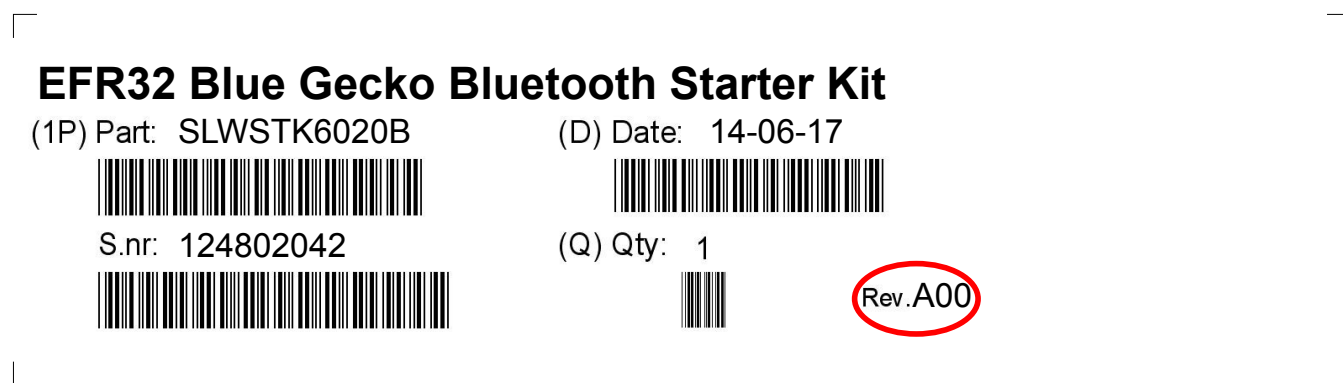 EFR32 Blue Gecko Bluetooth Starter Kit
(1P) Part: SLWSTK6020B (D) Date: 14-06-17
S.nr: 124802042 (Q) Qty: 1
Rev.A00